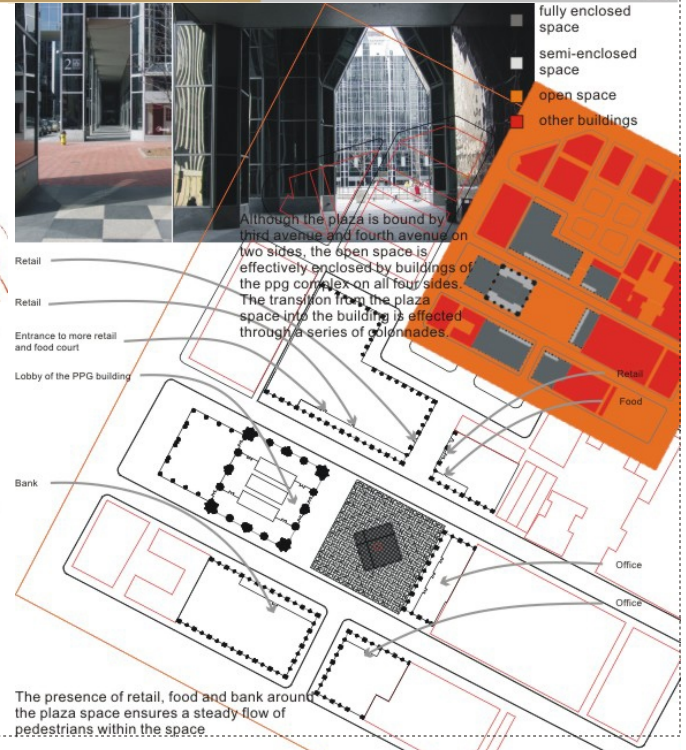 fully enclosed
space
semi-enclosed
space
open space
other buildings
2
Although the plaza is bound by
third avenue and fourth avenue on
two sides, the open space is
effectively enclosed by buildings of
the ppg complex on all four sides.
The transition from the plaza
space into the building is effected
through a series of colonnades.
Retail
Retail
Entrance to more retail
and food court
Lobby of the PPG building
Bank
Retail
Food
Office
Office
The presence of retail, food and bank around
the plaza space ensures a steady flow of
pedestrians within the space